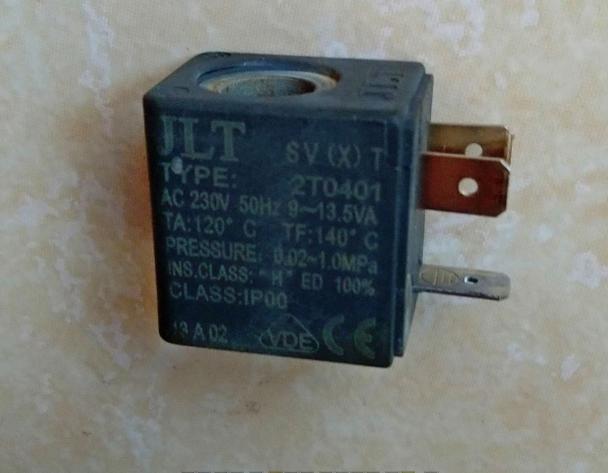 JLT
SV (X) T
TYPE: 2T0401
AC 230V 50Hz 9~13.5VA
TA:120° C TF:140° C
PRESSURE: 0.02~1.0MPa
INS.CLASS: "H" ED 100%
CLASS:IP00
13 A 02 VDE CE